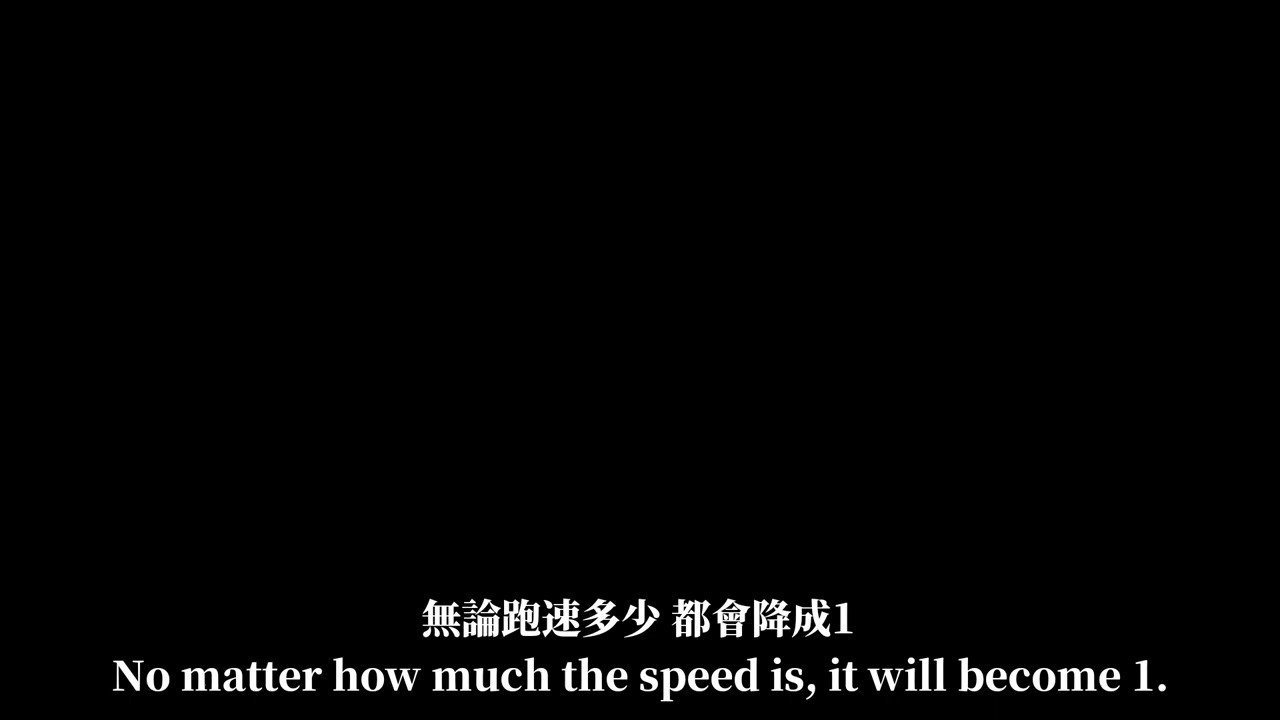 無論跑速多少 都會降成1
No matter how much the speed is, it will become 1.